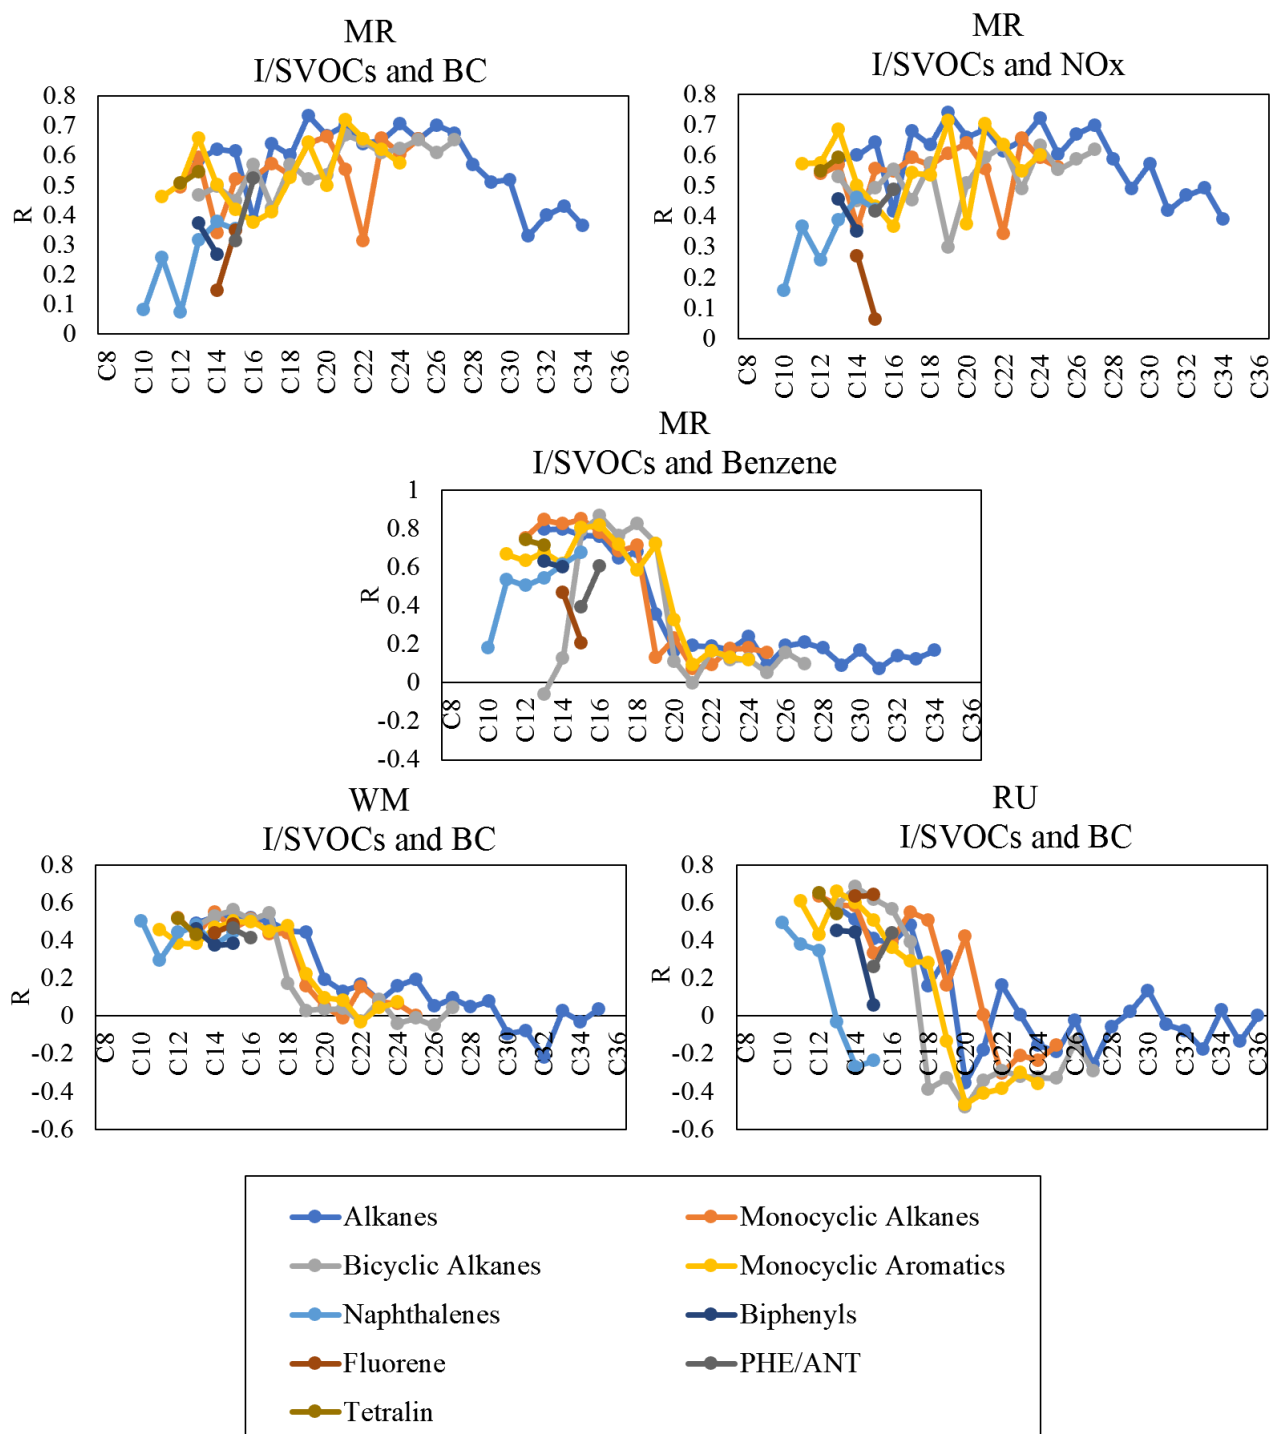 MR
I/SVOCs and BC
R
0.8
0.7
0.6
0.5
0.4
0.3
0.2
0.1
0
C8 C10 C12 C14 C16 C18 C20 C22 C24 C26 C28 C30 C32 C34 C36
MR
I/SVOCs and NOx
R
0.8
0.7
0.6
0.5
0.4
0.3
0.2
0.1
0
C8 C10 C12 C14 C16 C18 C20 C22 C24 C26 C28 C30 C32 C34 C36
MR
I/SVOCs and Benzene
R
1
0.8
0.6
0.4
0.2
0
-0.2
-0.4
C8 C10 C12 C14 C16 C18 C20 C22 C24 C26 C28 C30 C32 C34 C36
WM
I/SVOCs and BC
R
0.8
0.6
0.4
0.2
0
-0.2
-0.4
-0.6
C8 C10 C12 C14 C16 C18 C20 C22 C24 C26 C28 C30 C32 C34 C36
RU
I/SVOCs and BC
R
0.8
0.6
0.4
0.2
0
-0.2
-0.4
-0.6
C8 C10 C12 C14 C16 C18 C20 C22 C24 C26 C28 C30 C32 C34 C36
Alkanes
Monocyclic Alkanes
Bicyclic Alkanes
Monocyclic Aromatics
Naphthalenes
Biphenyls
Fluorene
PHE/ANT
Tetralin